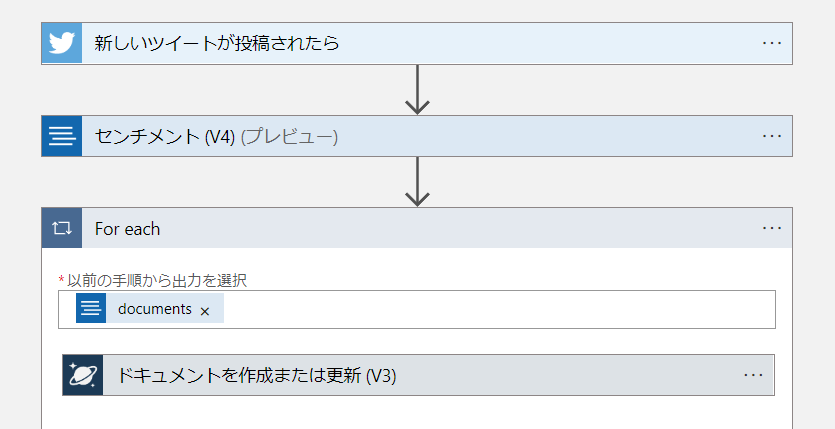 新しいツイートが投稿されたら
センチメント (V4) (プレビュー)
For each
*以前の手順から出力を選択
documents ×
ドキュメントを作成または更新 (V3)